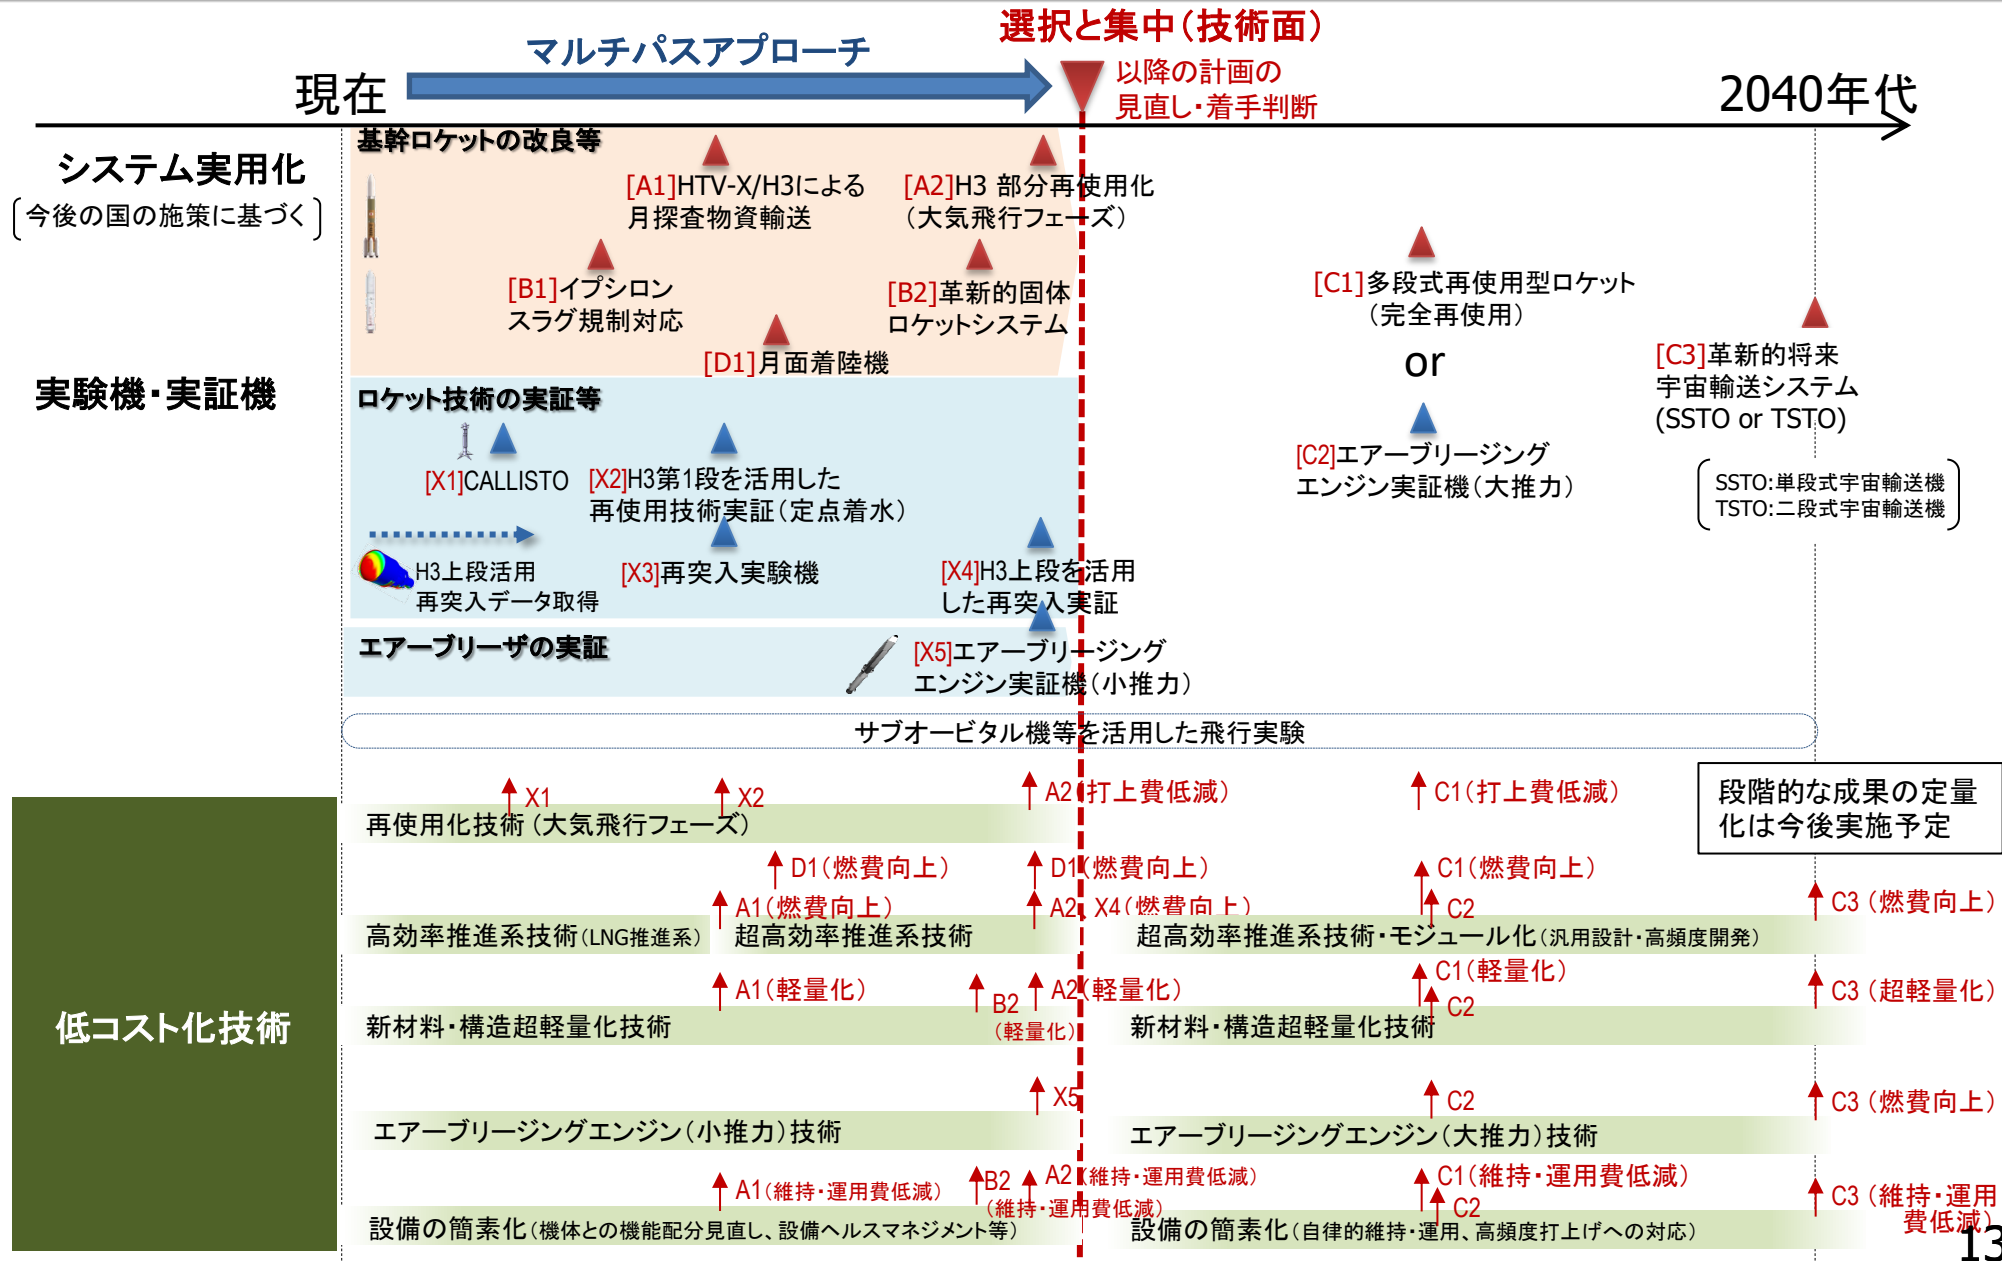 選択と集中(技術面)
マルチパスアプローチ
以降の計画の
見直し・着手判断
現在
2040年代
システム実用化
今後の国の施策に基づく
基幹ロケットの改良等
[A1]HTV-X/H3による
月探査物資輸送
[A2]H3 部分再使用化
(大気飛行フェーズ)
[B1]イプシロン
スラグ規制対応
[B2]革新的固体
ロケットシステム
[D1]月面着陸機
[C1]多段式再使用型ロケット
(完全再使用)
or
[C2]エアーブリージング
エンジン実証機(大推力)
[C3]革新的将来
宇宙輸送システム
(SSTO or TSTO)
SSTO:単段式宇宙輸送機
TSTO:二段式宇宙輸送機
実験機・実証機
ロケット技術の実証等
[X1]CALLISTO
[X2]H3第1段を活用した
再使用技術実証(定点着水)
H3上段活用
再突入データ取得
[X3]再突入実験機
[X4]H3上段を活用
した再突入実証
エアーブリーザの実証
[X5]エアーブリージング
エンジン実証機(小推力)
サブオービタル機等を活用した飛行実験
低コスト化技術
X1
X2
A2(打上費低減)
C1(打上費低減)
再使用化技術(大気飛行フェーズ)
段階的な成果の定量
化は今後実施予定
D1(燃費向上)
D1(燃費向上)
C1(燃費向上)
A1(燃費向上)
A2( X4(燃費向上)
C2
C3(燃費向上)
高効率推進系技術(LNG推進系)
超高効率推進系技術
超高効率推進系技術・モジュール化(汎用設計・高頻度開発)
A1(軽量化)
B2
(軽量化)
A2(軽量化)
C1(軽量化)
C2
C3(超軽量化)
新材料・構造超軽量化技術
新材料・構造超軽量化技術
X5
C2
C3(燃費向上)
エアーブリージングエンジン(小推力)技術
エアーブリージングエンジン(大推力)技術
A1(維持・運用費低減)
B2
(維持・運用費低減)
A2(維持・運用費低減)
C1(維持・運用費低減)
C2
C3(維持・運用
費低減)
設備の簡素化(機体との機能配分見直し、設備ヘルスマネジメント等)
設備の簡素化(自律的維持・運用、高頻度打上げへの対応)
13